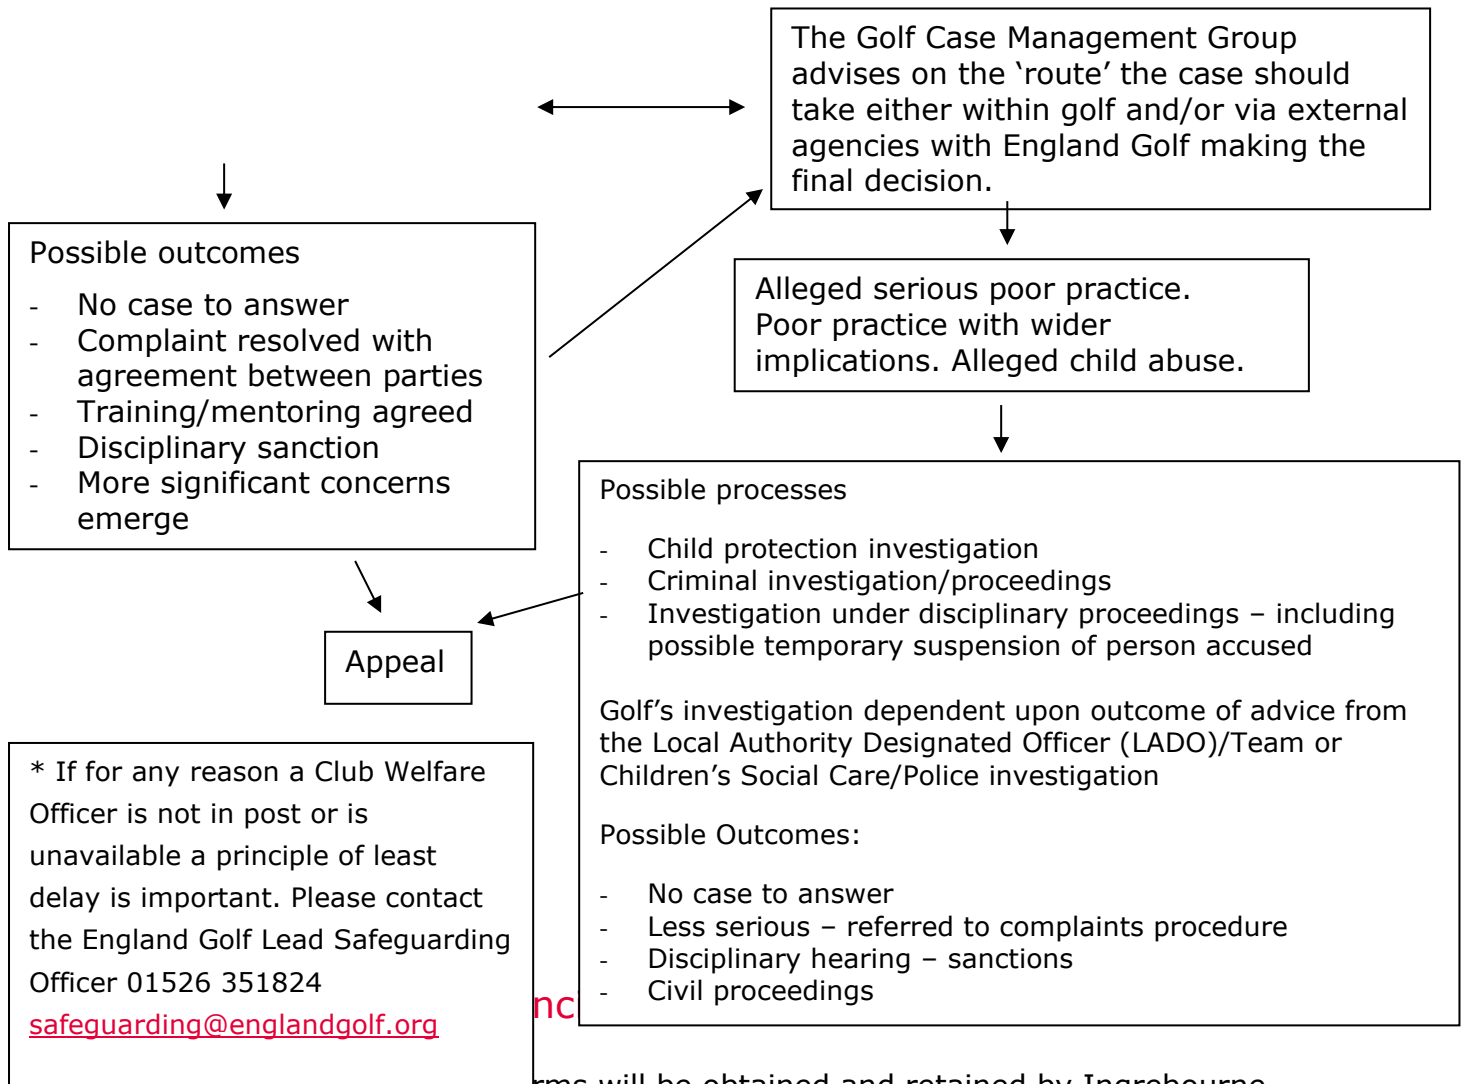 The Golf Case Management Group
advises on the ‘route’ the case should
take either within golf and/or via external
agencies with England Golf making the
final decision.
Possible outcomes
- No case to answer
- Complaint resolved with
agreement between parties
- Training/mentoring agreed
- Disciplinary sanction
- More significant concerns
emerge
Alleged serious poor practice.
Poor practice with wider
implications. Alleged child abuse.
Possible processes
- Child protection investigation
- Criminal investigation/proceedings
- Investigation under disciplinary proceedings – including
possible temporary suspension of person accused
Golf’s investigation dependent upon outcome of advice from
the Local Authority Designated Officer (LADO)/Team or
Children’s Social Care/Police investigation
Possible Outcomes:
- No case to answer
- Less serious – referred to complaints procedure
- Disciplinary hearing – sanctions
- Civil proceedings
Appeal
* If for any reason a Club Welfare
Officer is not in post or is
unavailable a principle of least
delay is important. Please contact
the England Golf Lead Safeguarding
Officer 01526 351824
safeguarding@englandgolf.org
will be obtained and retained by Ingrebourne